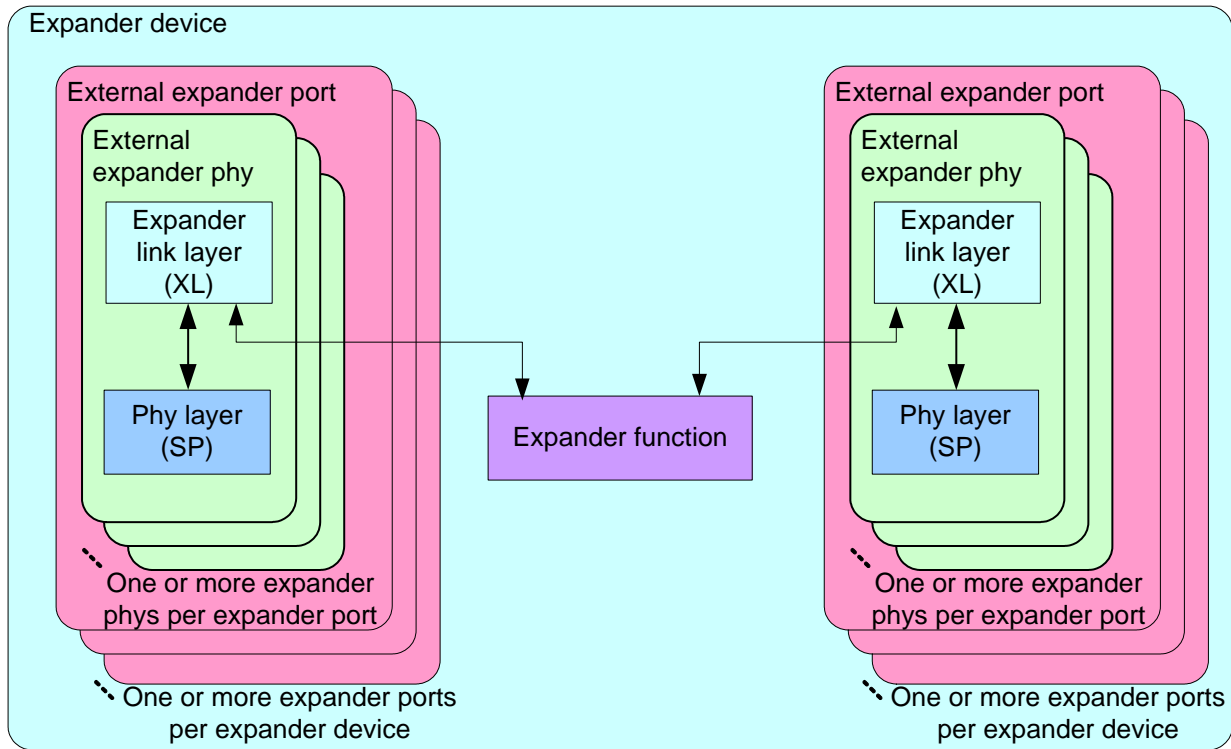 Expander device
External expander port
External
expander phy
Expander
link layer
(XL)
Phy layer
(SP)
One or more expander
phys per expander port
One or more expander ports
per expander device
Expander function
External expander port
External
expander phy
Expander
link layer
(XL)
Phy layer
(SP)
One or more expander
phys per expander port
One or more expander ports
per expander device